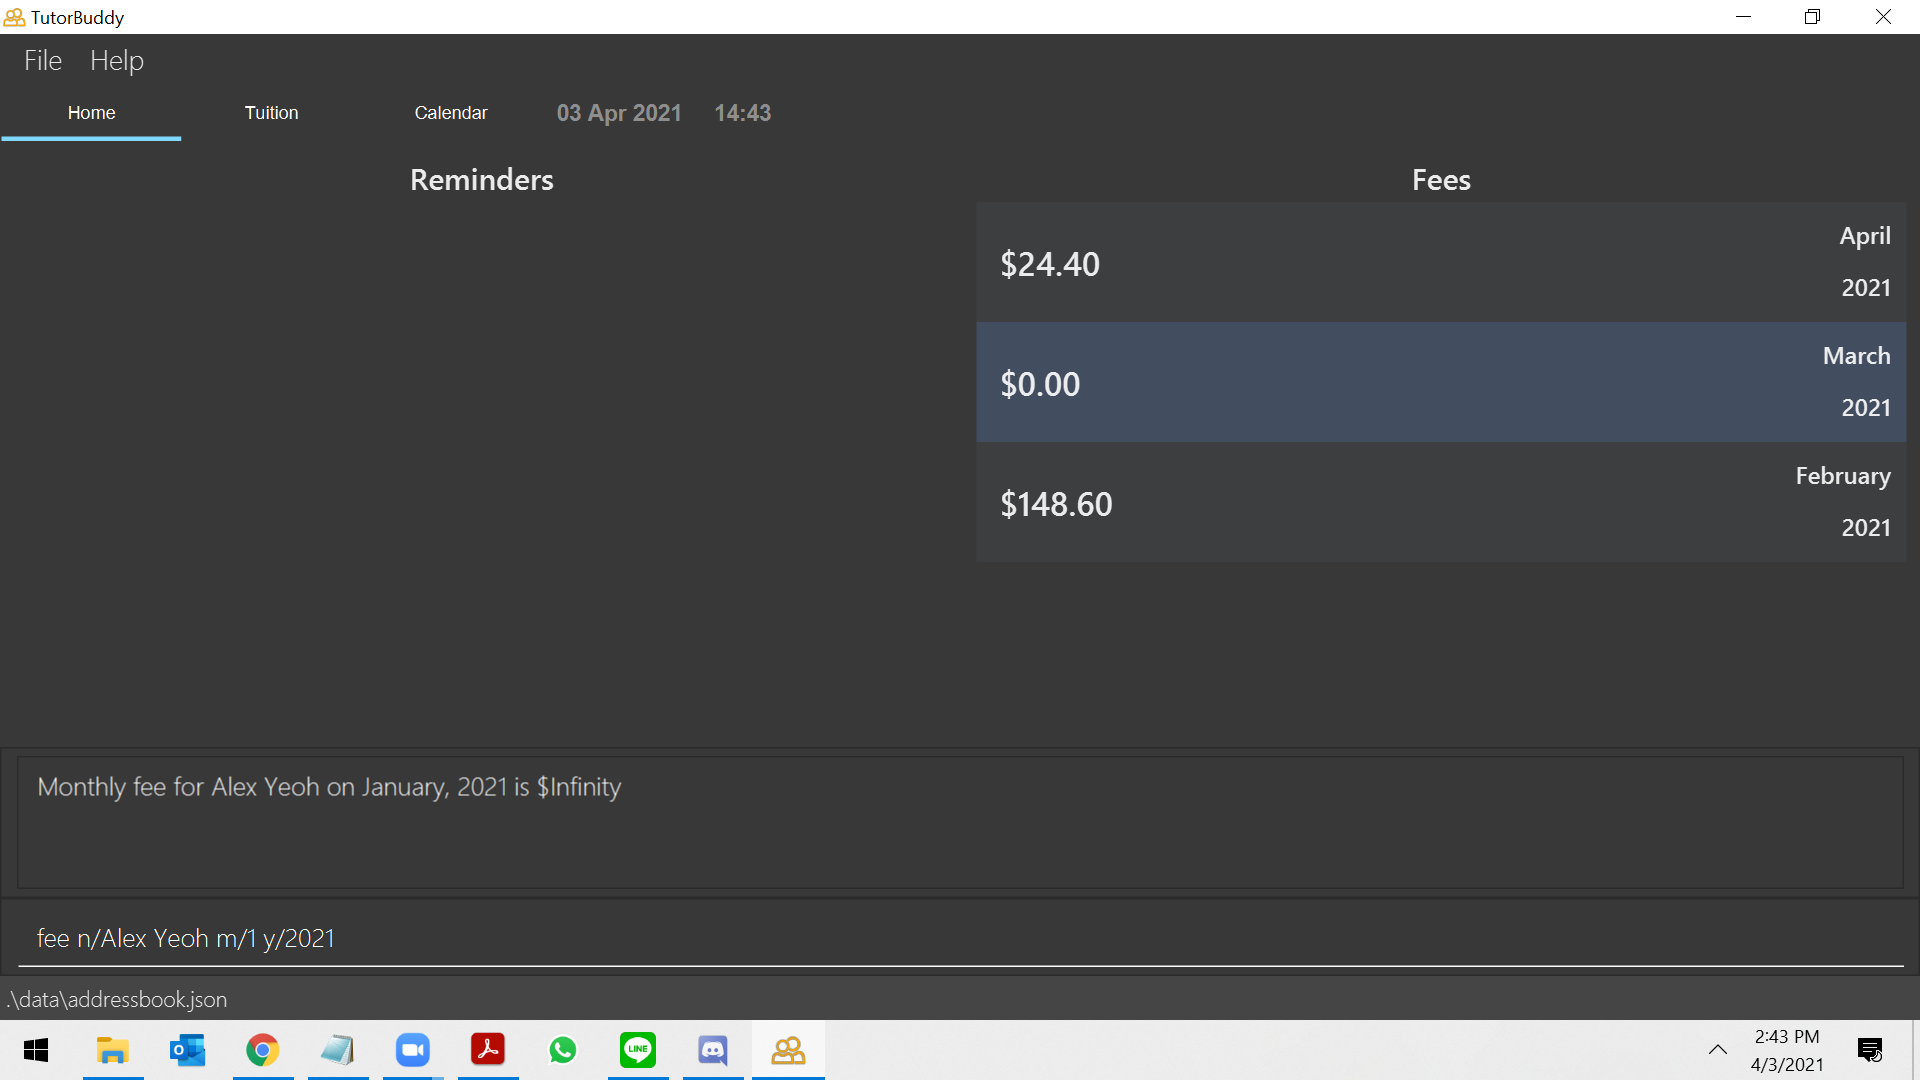 TutorBuddy
File Help
Home Tuition Calendar 03 Apr 2021 14:43
Reminders
Fees
$24.40
April
2021
$0.00
March
2021
$148.60
February
2021
Monthly fee for Alex Yeoh on January, 2021 is $Infinity
fee n/Alex Yeoh m/1 y/2021
.\data\addressbook.json
LINE
2:43 PM
4/3/2021